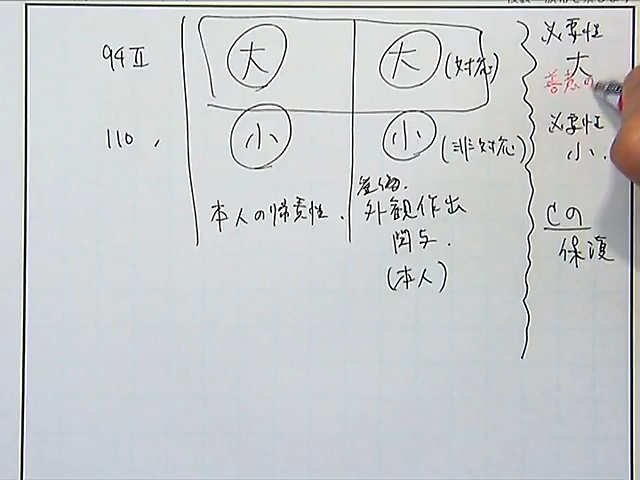 94Ⅱ 大 大 (対応) 必要性
大
善意の
110. 小 小 (非対応) 必要性
小.
本人の帰責性. 虚偽.
外観作出
関与.
(本人)
Cの
保護